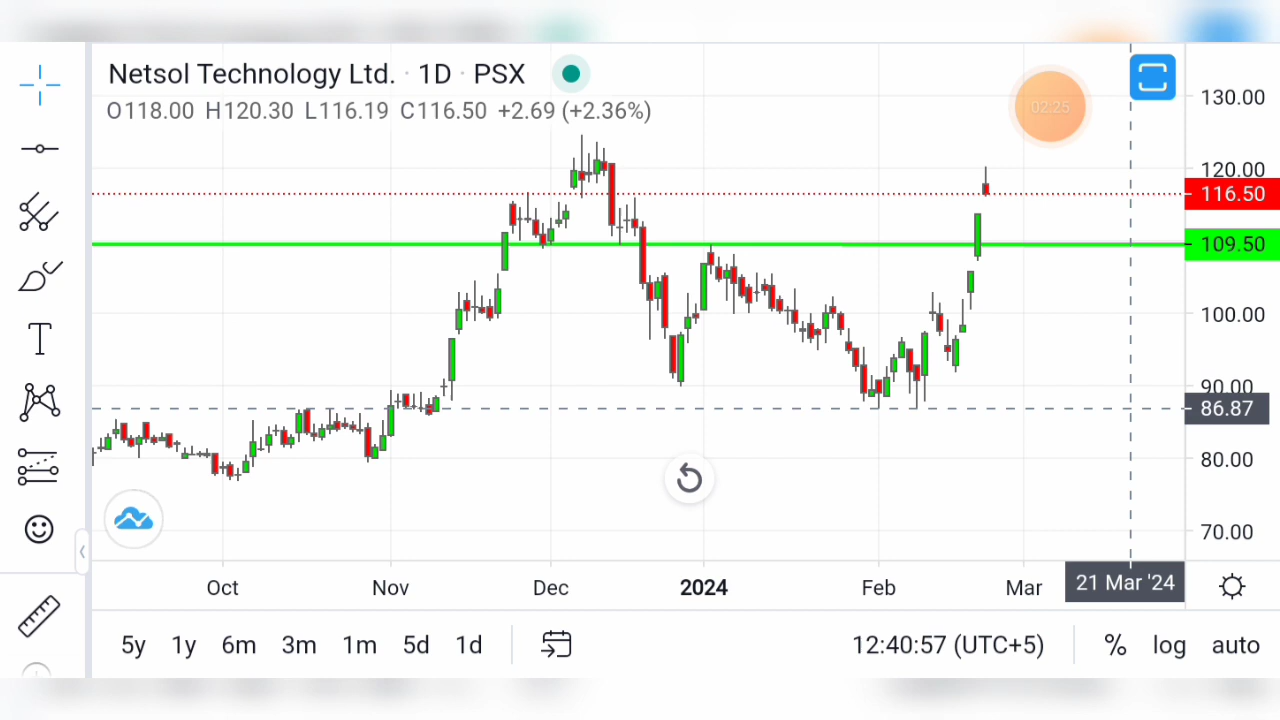 Netsol Technology Ltd. · 1D · PSX
O118.00 H120.30 L116.19 C116.50 +2.69 (+2.36%)
02:25
130.00
120.00
116.50
109.50
100.00
90.00
86.87
80.00
70.00
T
Oct Nov Dec 2024 Feb Mar 21 Mar '24
5y 1y 6m 3m 1m 5d 1d 12:40:57 (UTC+5) % log auto